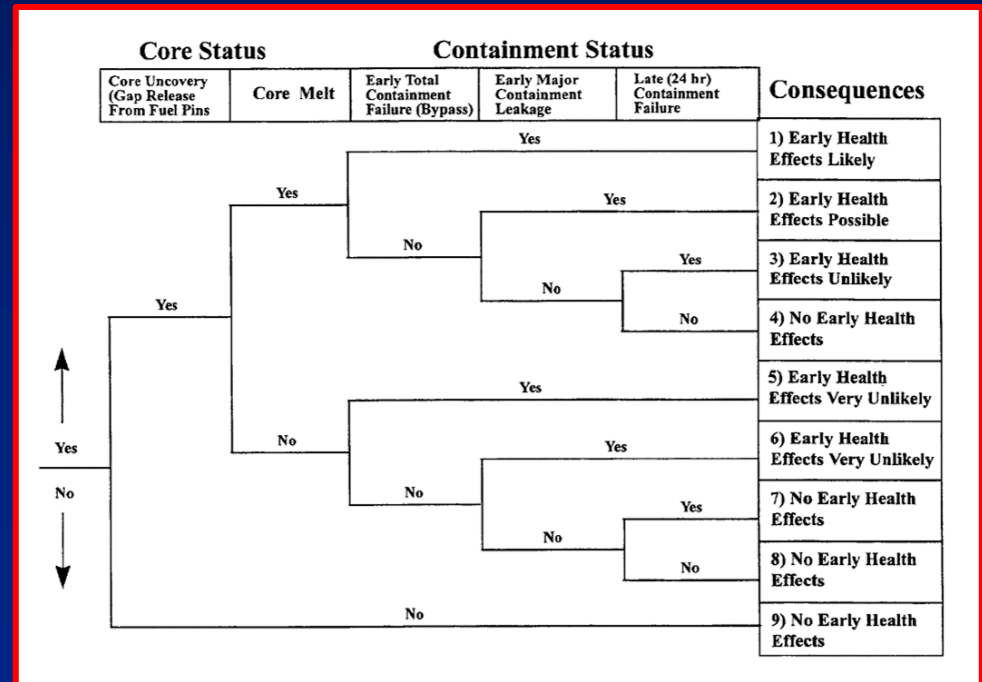 Core Status
Containment Status
Core Uncovery
(Gap Release
From Fuel Pins
Core Melt
Early Total
Containment
Failure (Bypass)
Early Major
Containment
Leakage
Late (24 hr)
Containment
Failure
Consequences
Yes
1) Early Health
Effects Likely
Yes
Yes
2) Early Health
Effects Possible
No
Yes
3) Early Health
Effects Unlikely
No
Yes
No
4) No Early Health
Effects
Yes
5) Early Health
Effects Very Unlikely
Yes
No
Yes
6) Early Health
Effects Very Unlikely
No
No
Yes
7) No Early Health
Effects
No
No
8) No Early Health
Effects
No
9) No Early Health
Effects